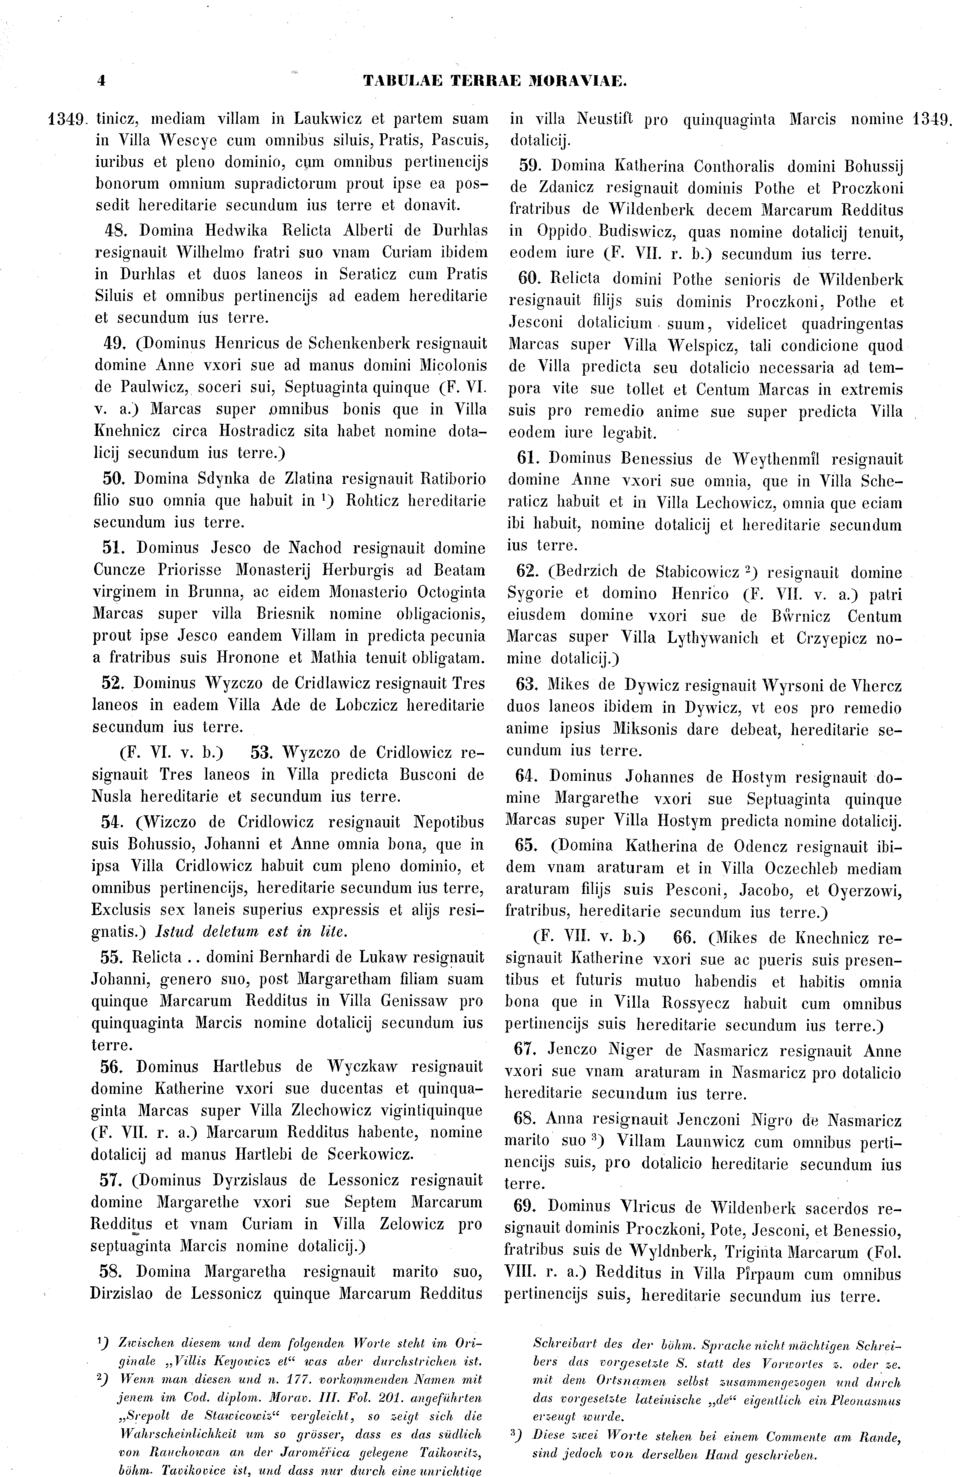 4 TABULAE TERRAE MORAVIAE.
1349. tinicz, mediam villam in Laukwicz et partem suam
in Villa Wescye cum omnibus siluis, Pratis, Pascuis,
iuribus et pleno dominio, cum omnibus pertinencijs
bonorum omnium supradictorum prout ipse ea pos-
sedit hereditarie secundum ius terre et donavit.
48. Domina Hedwika Relicta Alberti de Durhlas
resignauit Wilhelmo fratri suo vnam Curiam ibidem
in Durhlas et duos laneos in Seraticz cum Pratis
Siluis et omnibus pertinencijs ad eadem hereditarie
et secundum ius terre.
49. (Dominus Henricus de Schenkenberk resignauit
domine Anne vxori sue ad manus domini Micolonis
de Paulwicz, soceri sui, Septuaginta quinque (F. VI.
v. a.) Marcas super omnibus bonis que in Villa
Knehnicz circa Hostradicz sita habet nomine dota-
licij secundum ius terre.)
50. Domina Sdynka de Zlatina resignauit Ratiborio
filio suo omnia que habuit in ¹) Rohticz hereditarie
secundum ius terre.
51. Dominus Jesco de Nachod resignauit domine
Cuncze Priorisse Monasterij Herburgis ad Beatam
virginem in Brunna, ac eidem Monasterio Octoginta
Marcas super villa Briesnik nomine obligacionis,
prout ipse Jesco eandem Villam in predicta pecunia
a fratribus suis Hronone et Mathia tenuit obligatam.
52. Dominus Wyzczo de Cridlawicz resignauit Tres
laneos in eadem Villa Ade de Lobczicz hereditarie
secundum ius terre.
(F. VI. v. b.) 53. Wyzczo de Cridlowicz re-
signauit Tres laneos in Villa predicta Busconi de
Nusla hereditarie et secundum ius terre.
54. (Wizczo de Cridlowicz resignauit Nepotibus
suis Bohussio, Johanni et Anne omnia bona, que in
ipsa Villa Cridlowicz habuit cum pleno dominio, et
omnibus pertinencijs, hereditarie secundum ius terre,
Exclusis sex laneis superius expressis et alijs resi-
gnatis.) Istud deletum est in lite.
55. Relicta .. domini Bernhardi de Lukaw resignauit
Johanni, genero suo, post Margaretham filiam suam
quinque Marcarum Redditus in Villa Genissaw pro
quinquaginta Marcis nomine dotalicij secundum ius
terre.
56. Dominus Hartlebus de Wyczkaw resignauit
domine Katherine vxori sue ducentas et quinqua-
ginta Marcas super Villa Zlechowicz vigintiquinque
(F. VII. r. a.) Marcarum Redditus habente, nomine
dotalicij ad manus Hartlebi de Scerkowicz.
57. (Dominus Dyrzislaus de Lessonicz resignauit
domine Margarethe vxori sue Septem Marcarum
Redditus et vnam Curiam in Villa Zelowicz pro
septuaginta Marcis nomine dotalicij.)
58. Domina Margaretha resignauit marito suo,
Dirzislao de Lessonicz quinque Marcarum Redditus
in villa Neustift pro quinquaginta Marcis nomine 1349.
dotalicij.
59. Domina Katherina Conthoralis domini Bohussij
de Zdanicz resignauit dominis Pothe et Proczkoni
fratribus de Wildenberk decem Marcarum Redditus
in Oppido Budiswicz, quas nomine dotalicij tenuit,
eodem iure (F. VII. r. b.) secundum ius terre.
60. Relicta domini Pothe senioris de Wildenberk
resignauit filijs suis dominis Proczkoni, Pothe et
Jesconi dotalicium suum, videlicet quadringentas
Marcas super Villa Welspicz, tali condicione quod
de Villa predicta seu dotalicio necessaria ad tem-
pora vite sue tollet et Centum Marcas in extremis
suis pro remedio anime sue super predicta Villa
eodem iure legabit.
61. Dominus Benessius de Weythenmîl resignauit
domine Anne vxori sue omnia, que in Villa Sche-
raticz habuit et in Villa Lechowicz, omnia que eciam
ibi habuit, nomine dotalicij et hereditarie secundum
ius terre.
62. (Bedrzich de Stabicowicz ²) resignauit domine
Sygorie et domino Henrico (F. VII. v. a.) patri
eiusdem domine vxori sue de Bẘrnicz Centum
Marcas super Villa Lythywanich et Crzyepicz no-
mine dotalicij.)
63. Mikes de Dywicz resignauit Wyrsoni de Vhercz
duos laneos ibidem in Dywicz, vt eos pro remedio
anime ipsius Miksonis dare debeat, hereditarie se-
cundum ius terre.
64. Dominus Johannes de Hostym resignauit do-
mine Margarethe vxori sue Septuaginta quinque
Marcas super Villa Hostym predicta nomine dotalicij.
65. (Domina Katherina de Odencz resignauit ibi-
dem vnam araturam et in Villa Oczechleb mediam
araturam filijs suis Pesconi, Jacobo, et Oyerzowi,
fratribus, hereditarie secundum ius terre.)
(F. VII. v. b.) 66. (Mikes de Knechnicz re-
signauit Katherine vxori sue ac pueris suis presen-
tibus et futuris mutuo habendis et habitis omnia
bona que in Villa Rossyecz habuit cum omnibus
pertinencijs suis hereditarie secundum ius terre.)
67. Jenczo Niger de Nasmaricz resignauit Anne
vxori sue vnam araturam in Nasmaricz pro dotalicio
hereditarie secundum ius terre.
68. Anna resignauit Jenczoni Nigro de Nasmaricz
marito suo ³) Villam Launwicz cum omnibus perti-
nencijs suis, pro dotalicio hereditarie secundum ius
terre.
69. Dominus Vlricus de Wildenberk sacerdos re-
signauit dominis Proczkoni, Pote, Jesconi, et Benessio,
fratribus suis de Wyldnberk, Triginta Marcarum (Fol.
VIII. r. a.) Redditus in Villa Pîrpaum cum omnibus
pertinencijs suis, hereditarie secundum ius terre.
¹) Zwischen diesem und dem folgenden Worte steht im Ori-
ginale „Villis Keyowicz et“ was aber durchstrichen ist.
²) Wenn man diesen und n. 177. vorkommenden Namen mit
jenem im Cod. diplom. Morav. III. Fol. 201. angeführten
„Srepolt de Stawicowiz“ vergleicht, so zeigt sich die
Wahrscheinlichkeit um so grösser, dass es das südlich
von Rauchowan an der Jaroměřica gelegene Taikowitz,
böhm. Tavikovice ist, und dass nur durch eine unrichtige
Schreibart des der böhm. Sprache nicht mächtigen Schrei-
bers das vorgesetzte S. statt des Vorwortes z. oder ze.
mit dem Ortsnamen selbst zusammengezogen und durch
das vorgesetzte lateinische „de“ eigentlich ein Pleonasmus
erzeugt wurde.
³) Diese zwei Worte stehen bei einem Commente am Rande,
sind jedoch von derselben Hand geschrieben.